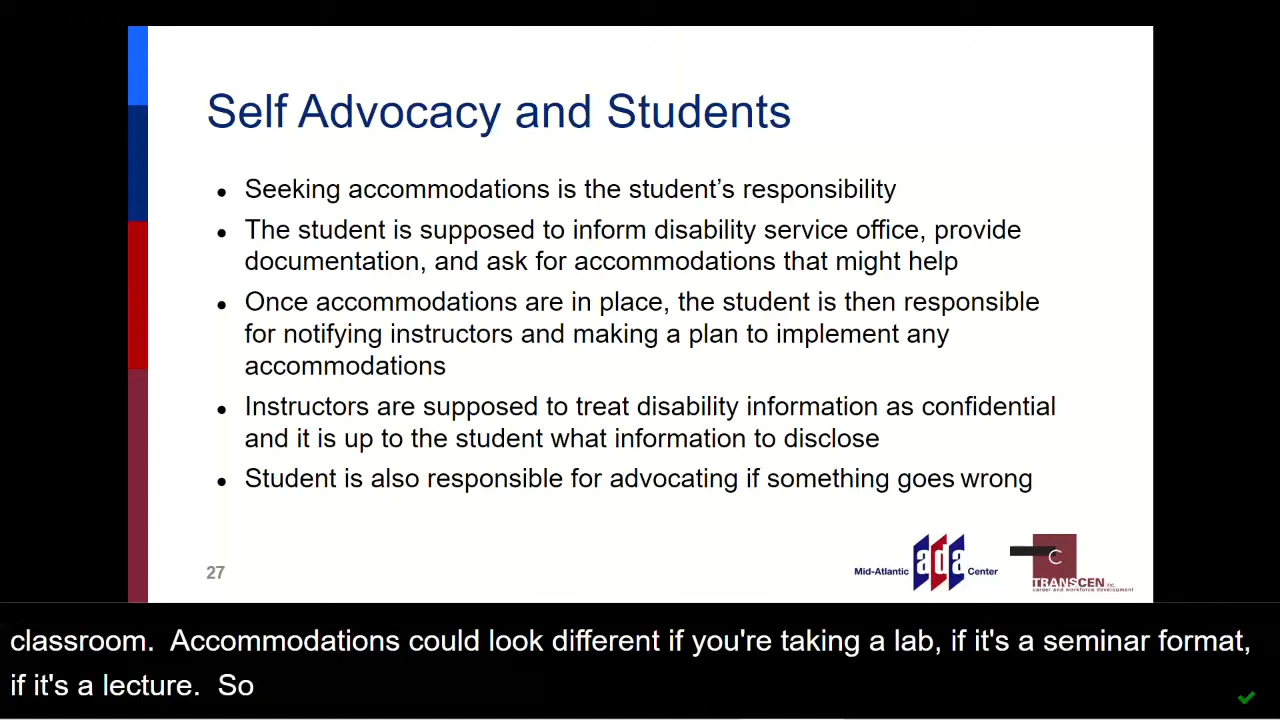 Self Advocacy and Students
• Seeking accommodations is the student’s responsibility
• The student is supposed to inform disability service office, provide
documentation, and ask for accommodations that might help
• Once accommodations are in place, the student is then responsible
for notifying instructors and making a plan to implement any
accommodations
• Instructors are supposed to treat disability information as confidential
and it is up to the student what information to disclose
• Student is also responsible for advocating if something goes wrong
27
Mid-Atlantic ada Center
C
TRANSCEN inc.
career and workforce development
classroom.  Accommodations could look different if you're taking a lab, if it's a seminar format,
if it's a lecture.  So